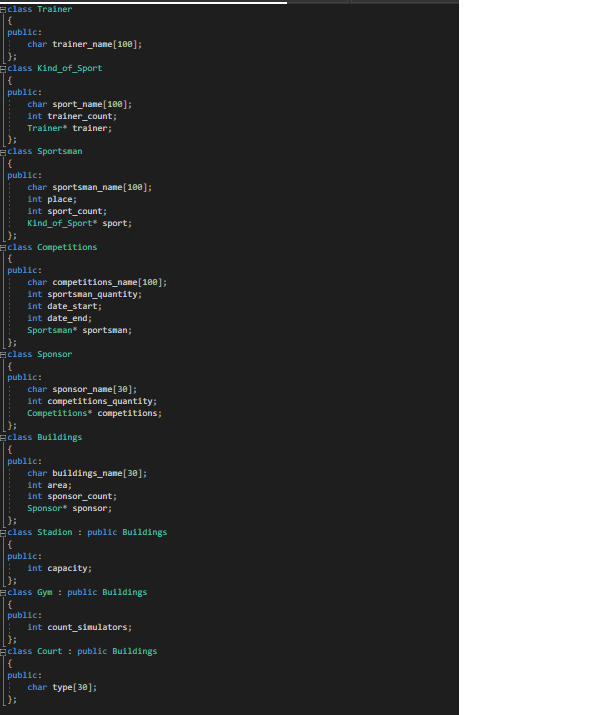 class Trainer
{
public:
char trainer_name[100];
};
class Kind_of_Sport
{
public:
char sport_name[100];
int trainer_count;
Trainer* trainer;
};
class Sportsman
{
public:
char sportsman_name[100];
int place;
int sport_count;
Kind_of_Sport* sport;
};
class Competitions
{
public:
char competitions_name[100];
int sportsman_quantity;
int date_start;
int date_end;
Sportsman* sportsman;
};
class Sponsor
{
public:
char sponsor_name[30];
int competitions_quantity;
Competitions* competitions;
};
class Buildings
{
public:
char buildings_name[30];
int area;
int sponsor_count;
Sponsor* sponsor;
};
class Stadion : public Buildings
{
public:
int capacity;
};
class Gym : public Buildings
{
public:
int count_simulators;
};
class Court : public Buildings
{
public:
char type[30];
};